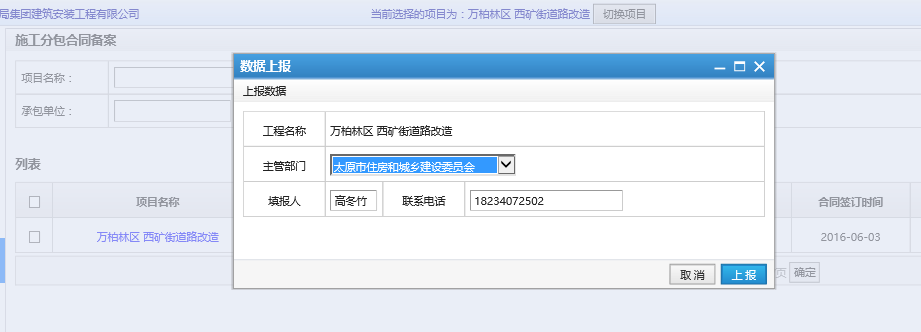 局集团建筑安装工程有限公司 当前选择的项目为：万柏林区 西矿街道路改造 切换项目
施工分包合同备案
数据上报
上报数据
项目名称：
承包单位：
工程名称 万柏林区 西矿街道路改造
主管部门 太原市住房和城乡建设委员会
填报人 高冬竹 联系电话 18234072502
列表
项目名称 合同签订时间
万柏林区 西矿街道路改造 2016-06-03
页 确定
取消 上报